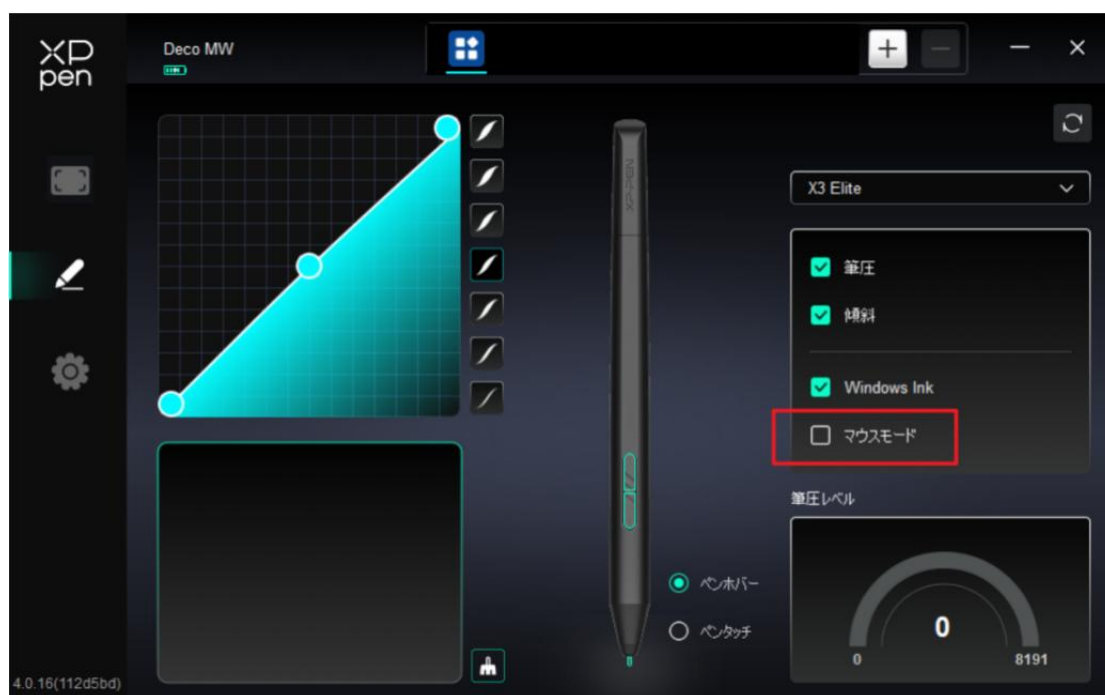 XP
pen
Deco MW
XP-PEN
X3 Elite
筆圧
傾斜
Windows Ink
マウスモード
筆圧レベル
ペンホバー
ペンタッチ
0
0
8191
4.0.16(112d5bd)